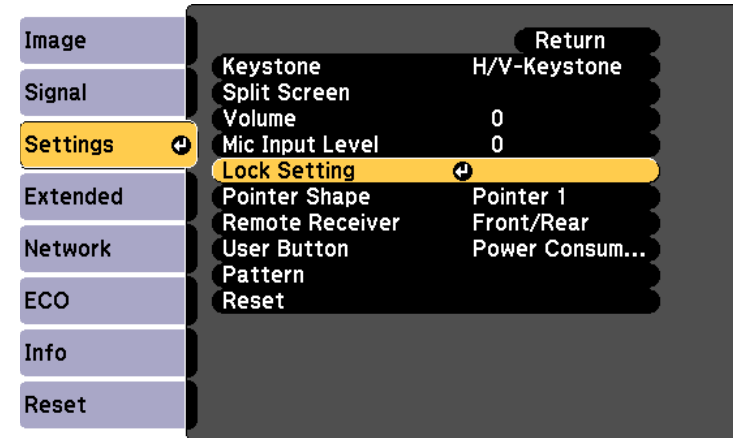 Image
Signal
Settings
Extended
Network
ECO
Info
Reset
Return
Keystone H/V-Keystone
Split Screen
Volume 0
Mic Input Level 0
Lock Setting
Pointer Shape Pointer 1
Remote Receiver Front/Rear
User Button Power Consum...
Pattern
Reset